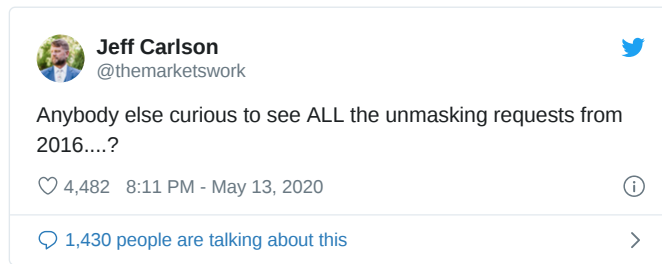 Jeff Carlson
@themarketswork
Anybody else curious to see ALL the unmasking requests from
2016....?
4,482 8:11 PM - May 13, 2020
1,430 people are talking about this